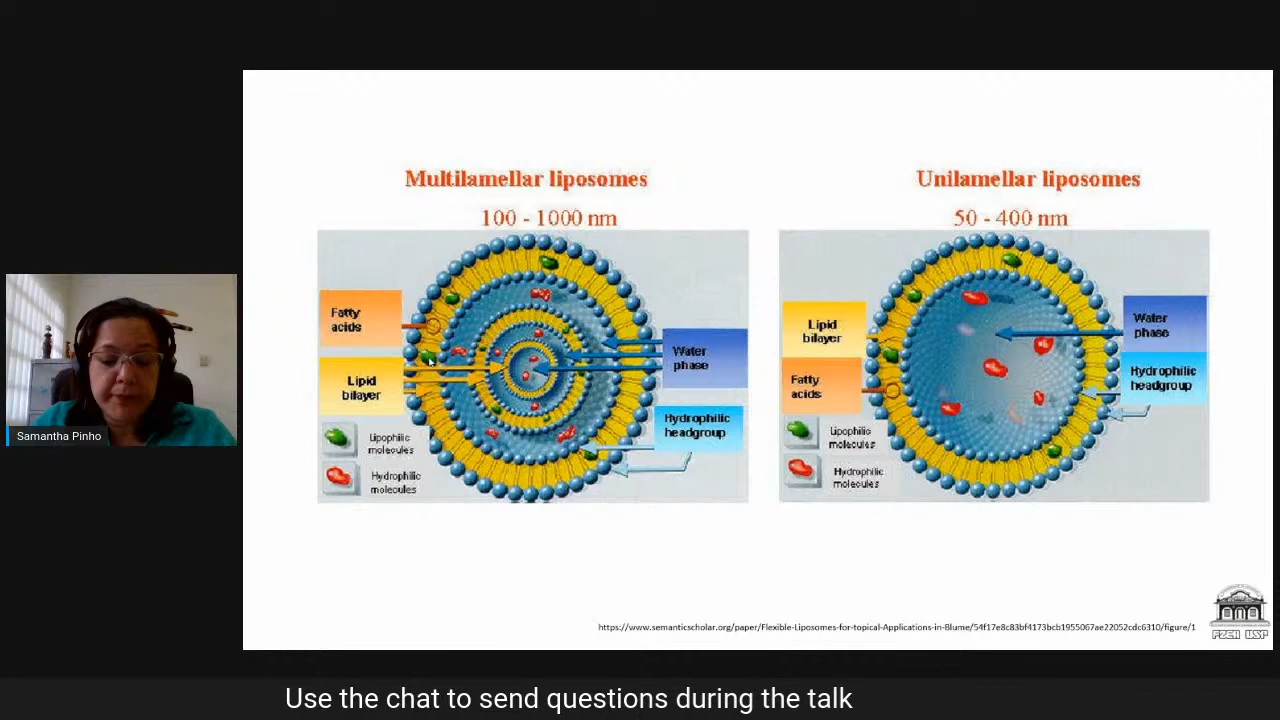 Multilamellar liposomes
100 - 1000 nm
Fatty
acids
Lipid
bilayer
Lipophilic
molecules
Hydrophilic
molecules
Water
phase
Hydrophilic
headgroup
Unilamellar liposomes
50 - 400 nm
Lipid
bilayer
Fatty
acids
Lipophilic
molecules
Hydrophilic
molecules
Water
phase
Hydrophilic
headgroup
Samantha Pinho
https://www.semanticscholar.org/paper/Flexible-Liposomes-for-topical-Applications-in-Blume/54f17e8c83bf4173bcb1955067ae22052cdc6310/figure/1
FZEA USP
Use the chat to send questions during the talk